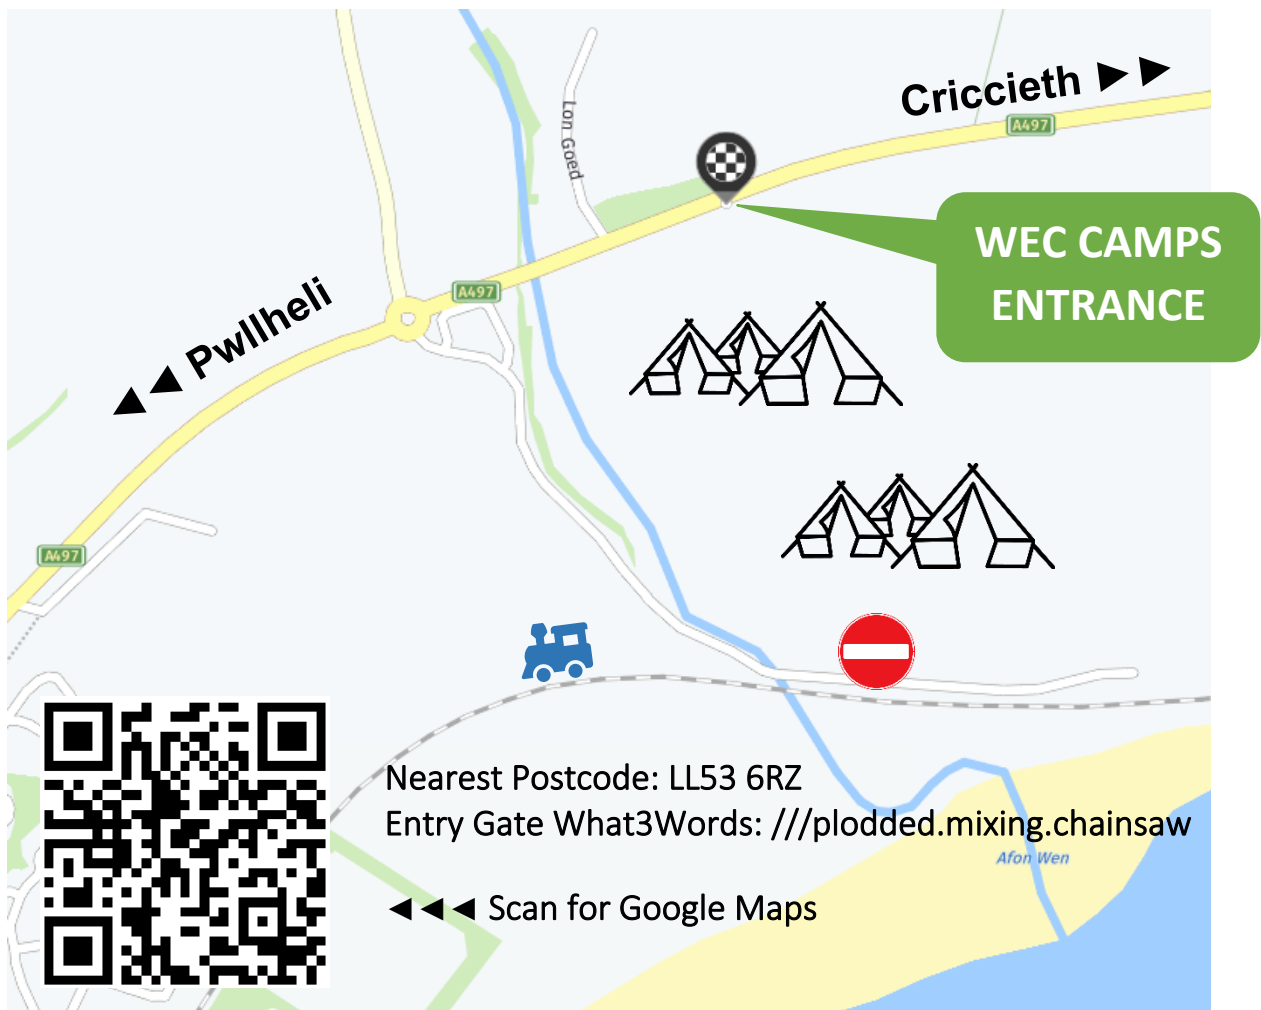 Criccieth ►►
A497
Lon Goed
WEC CAMPS
ENTRANCE
A497
◄◄ Pwllheli
A497
Nearest Postcode: LL53 6RZ
Entry Gate What3Words: ///plodded.mixing.chainsaw
Afon Wen
◄◄◄ Scan for Google Maps